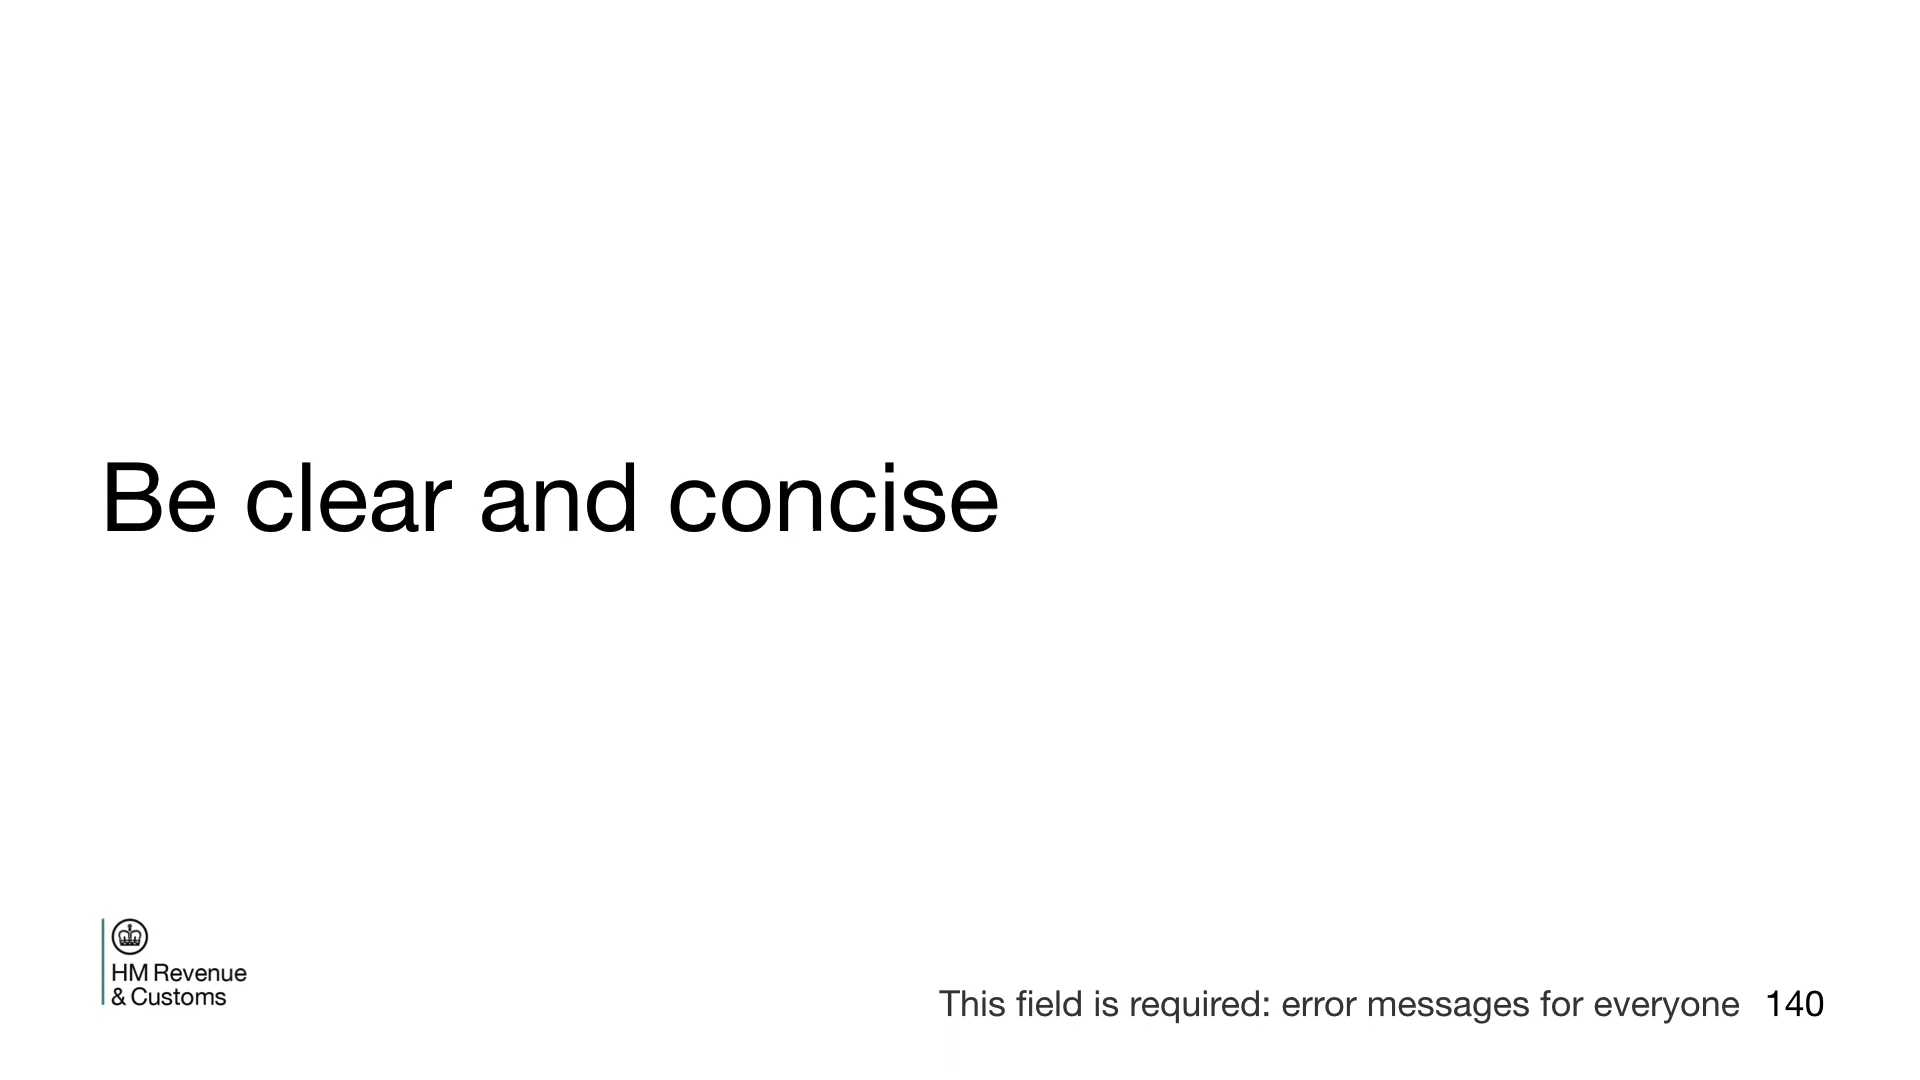 Be clear and concise
HM Revenue
& Customs
This field is required: error messages for everyone 140